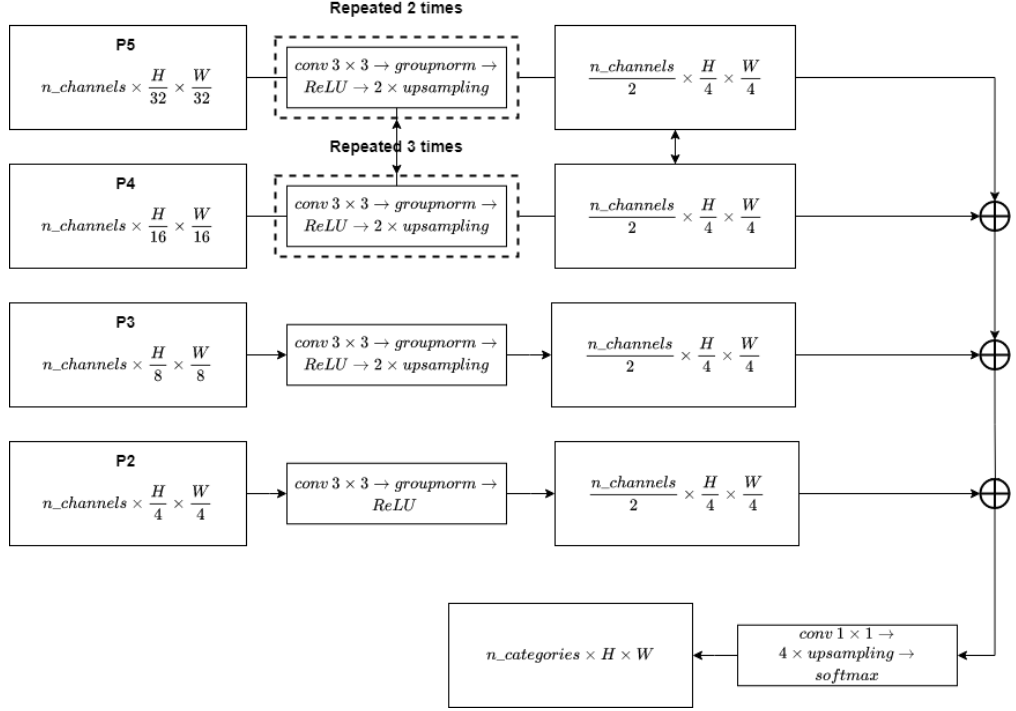 Repeated 2 times
P5
n_channels × H/32 × W/32
conv 3 × 3 → groupnorm →
ReLU → 2 × upsampling
n_channels/2 × H/4 × W/4
Repeated 3 times
P4
n_channels × H/16 × W/16
conv 3 × 3 → groupnorm →
ReLU → 2 × upsampling
n_channels/2 × H/4 × W/4
P3
n_channels × H/8 × W/8
conv 3 × 3 → groupnorm →
ReLU → 2 × upsampling
n_channels/2 × H/4 × W/4
P2
n_channels × H/4 × W/4
conv 3 × 3 → groupnorm →
ReLU
n_channels/2 × H/4 × W/4
n_categories × H × W
conv 1 × 1 →
4 × upsampling →
softmax